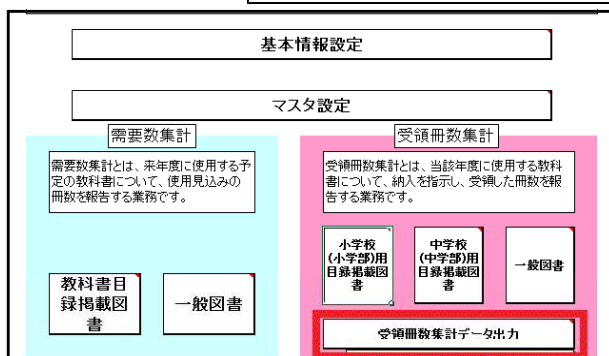 基本情報設定
マスタ設定
需要数集計
需要数集計とは、来年度に使用する予
定の教科書について、使用見込みの
冊数を報告する業務です。
教科書目
録掲載図
書
一般図書
受領冊数集計
受領冊数集計とは、当該年度に使用する教科
書について、納入を指示し、受領した冊数を報
告する業務です。
小学校
(小学部)用
目録掲載図
書
中学校
(中学部)用
目録掲載図
書
一般図書
受領冊数集計データ出力